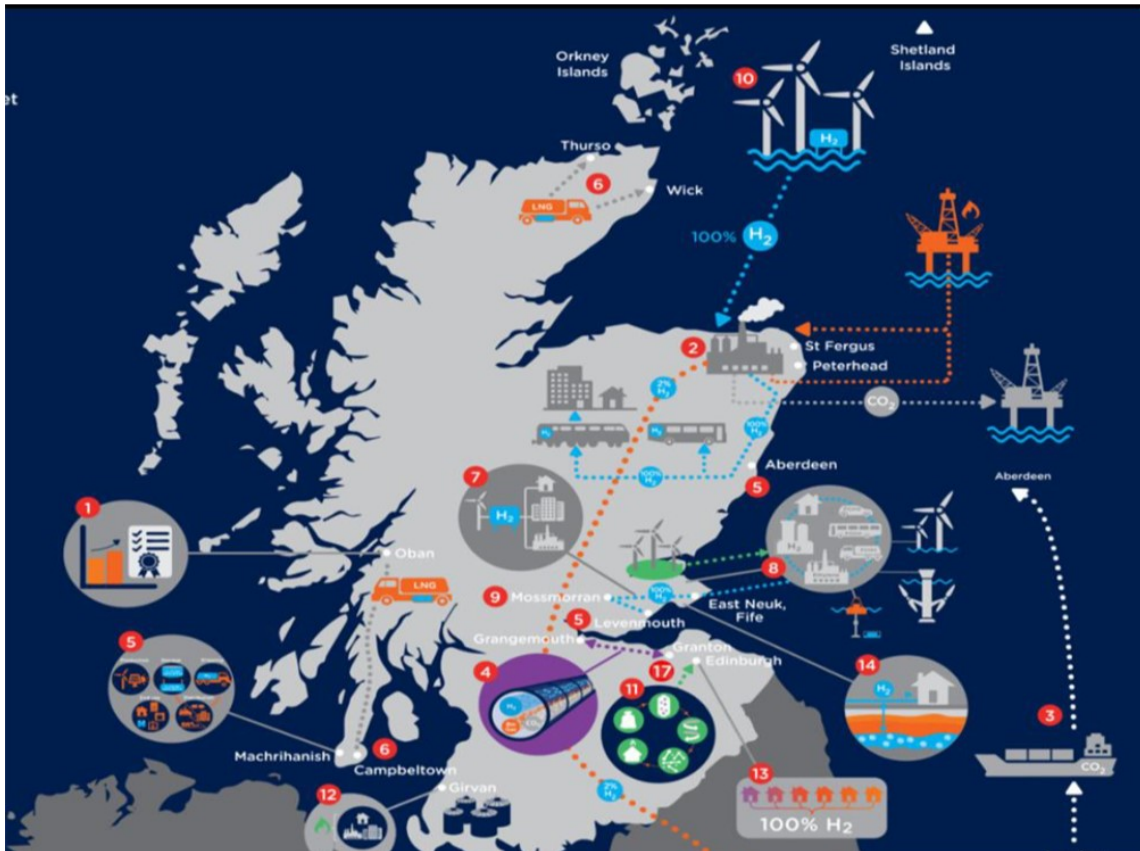 et
Orkney
Islands
Shetland
Islands
10
H₂
Thurso
6
Wick
LNG
100% H₂
2
St Fergus
Peterhead
2%
H₂
CO₂
H₂
H₂
100%
H₂
100%
H₂
Aberdeen
5
Aberdeen
7
H₂
1
Oban
H₂
8
LNG
9
Mossmorran
100%
H₂
East Neuk,
Fife
5
Levenmouth
Grangemouth
Granton
Edinburgh
4
17
14
H₂
5
11
H₂
CO₂
3
CO₂
Machrihanish
6
Campbeltown
Girvan
13
12
2%
H₂
100% H₂